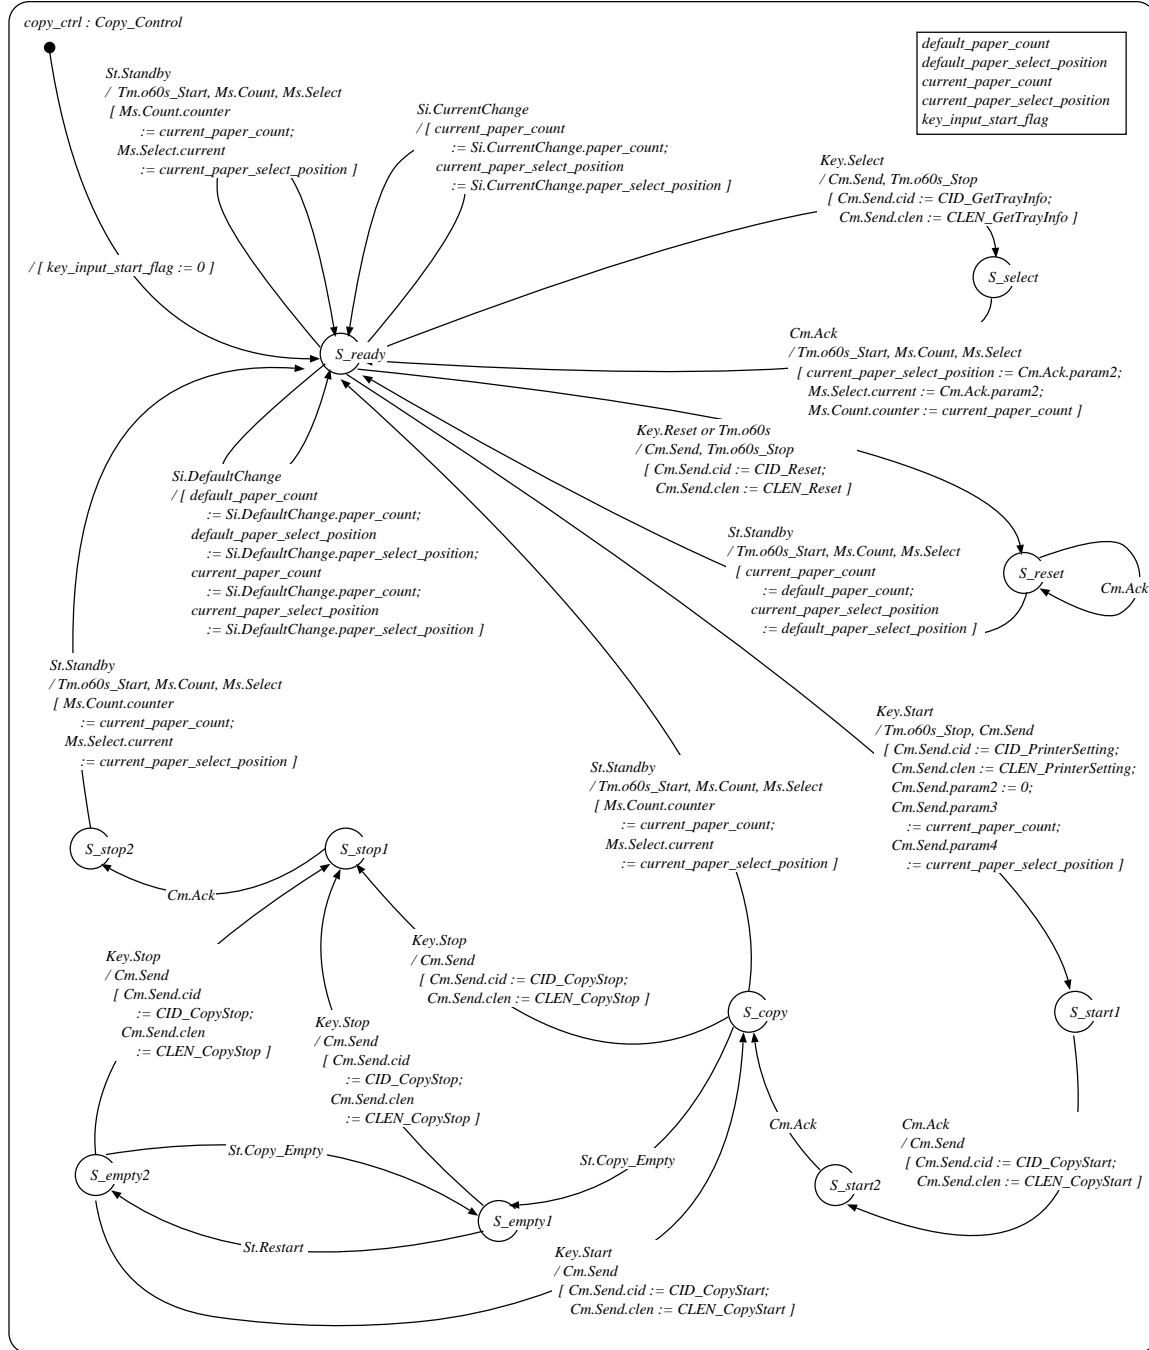 copy_ctrl : Copy_Control
default_paper_count
default_paper_select_position
current_paper_count
current_paper_select_position
key_input_start_flag
St.Standby
/ Tm.o60s_Start, Ms.Count, Ms.Select
[ Ms.Count.counter
:= current_paper_count;
Ms.Select.current
:= current_paper_select_position ]
Si.CurrentChange
/ [ current_paper_count
:= Si.CurrentChange.paper_count;
current_paper_select_position
:= Si.CurrentChange.paper_select_position ]
Key.Select
/ Cm.Send, Tm.o60s_Stop
[ Cm.Send.cid := CID_GetTrayInfo;
Cm.Send.clen := CLEN_GetTrayInfo ]
/ [ key_input_start_flag := 0 ]
S_select
S_ready
Cm.Ack
/ Tm.o60s_Start, Ms.Count, Ms.Select
[ current_paper_select_position := Cm.Ack.param2;
Ms.Select.current := Cm.Ack.param2;
Ms.Count.counter := current_paper_count ]
Key.Reset or Tm.o60s
/ Cm.Send, Tm.o60s_Stop
[ Cm.Send.cid := CID_Reset;
Cm.Send.clen := CLEN_Reset ]
Si.DefaultChange
/ [ default_paper_count
:= Si.DefaultChange.paper_count;
default_paper_select_position
:= Si.DefaultChange.paper_select_position;
current_paper_count
:= Si.DefaultChange.paper_count;
current_paper_select_position
:= Si.DefaultChange.paper_select_position ]
St.Standby
/ Tm.o60s_Start, Ms.Count, Ms.Select
[ current_paper_count
:= default_paper_count;
current_paper_select_position
:= default_paper_select_position ]
S_reset
Cm.Ack
St.Standby
/ Tm.o60s_Start, Ms.Count, Ms.Select
[ Ms.Count.counter
:= current_paper_count;
Ms.Select.current
:= current_paper_select_position ]
Key.Start
/ Tm.o60s_Stop, Cm.Send
[ Cm.Send.cid := CID_PrinterSetting;
Cm.Send.clen := CLEN_PrinterSetting;
Cm.Send.param2 := 0;
Cm.Send.param3
:= current_paper_count;
Cm.Send.param4
:= current_paper_select_position ]
St.Standby
/ Tm.o60s_Start, Ms.Count, Ms.Select
[ Ms.Count.counter
:= current_paper_count;
Ms.Select.current
:= current_paper_select_position ]
S_stop2
S_stop1
Cm.Ack
Key.Stop
/ Cm.Send
[ Cm.Send.cid
:= CID_CopyStop;
Cm.Send.clen
:= CLEN_CopyStop ]
Key.Stop
/ Cm.Send
[ Cm.Send.cid := CID_CopyStop;
Cm.Send.clen := CLEN_CopyStop ]
Key.Stop
/ Cm.Send
[ Cm.Send.cid
:= CID_CopyStop;
Cm.Send.clen
:= CLEN_CopyStop ]
S_copy
S_start1
Cm.Ack
Cm.Ack
/ Cm.Send
[ Cm.Send.cid := CID_CopyStart;
Cm.Send.clen := CLEN_CopyStart ]
St.Copy_Empty
St.Copy_Empty
S_empty2
S_start2
S_empty1
St.Restart
Key.Start
/ Cm.Send
[ Cm.Send.cid := CID_CopyStart;
Cm.Send.clen := CLEN_CopyStart ]